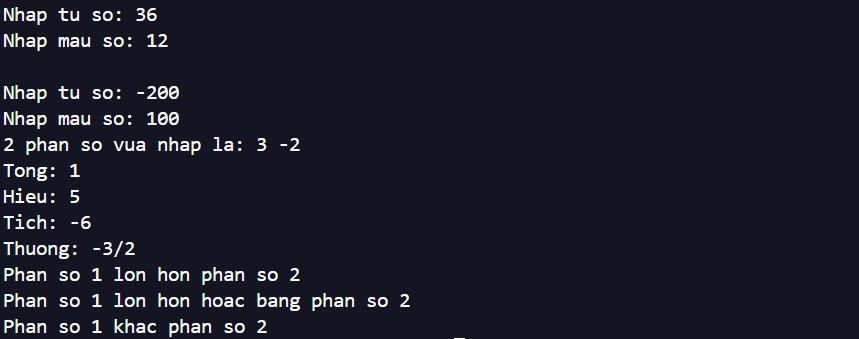 Nhap tu so: 36
Nhap mau so: 12
Nhap tu so: -200
Nhap mau so: 100
2 phan so vua nhap la: 3 -2
Tong: 1
Hieu: 5
Tich: -6
Thuong: -3/2
Phan so 1 lon hon phan so 2
Phan so 1 lon hon hoac bang phan so 2
Phan so 1 khac phan so 2